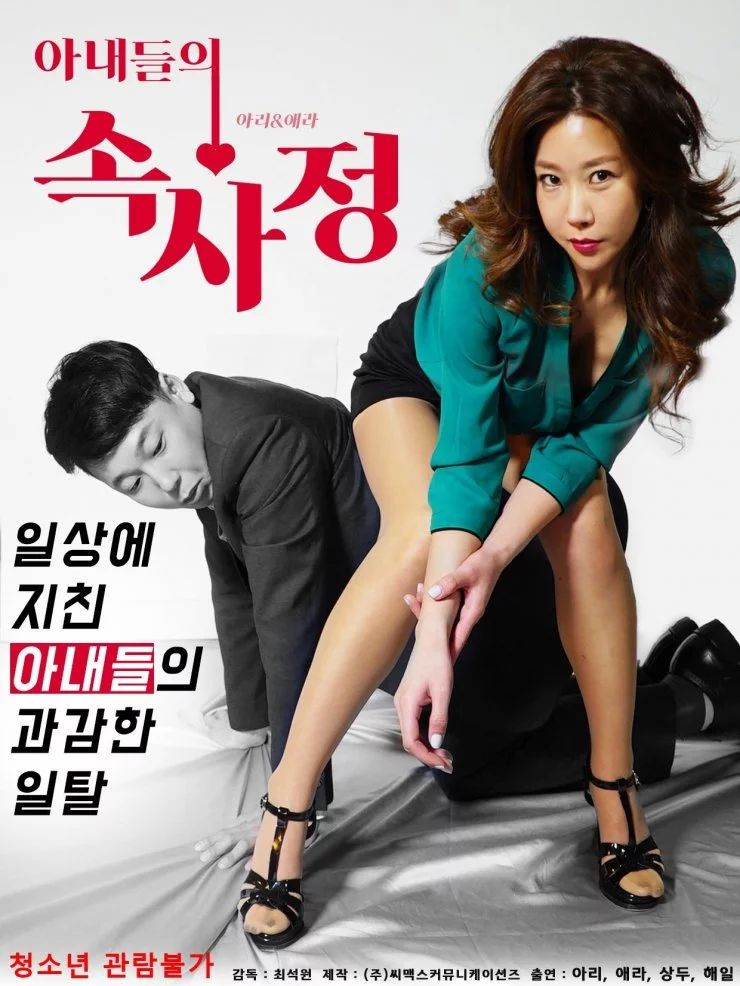 아내들의
아리&애라
속사정
일상에
지친
아내들의
과감한
일탈
청소년 관람불가 감독 : 최석원 제작 : (주)씨맥스커뮤니케이션즈 출연 : 아리, 애라, 상두, 해일